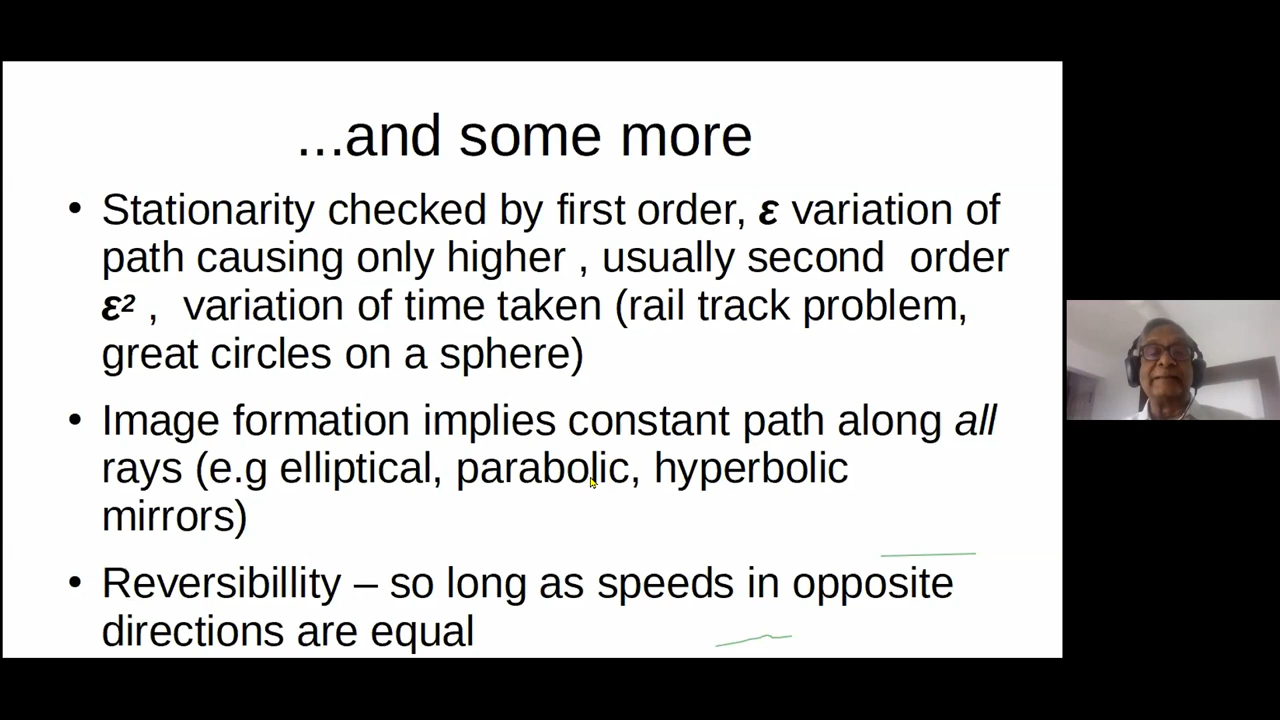 ...and some more
• Stationarity checked by first order, ε variation of
path causing only higher , usually second order
ε² , variation of time taken (rail track problem,
great circles on a sphere)
• Image formation implies constant path along all
rays (e.g elliptical, parabolic, hyperbolic
mirrors)
• Reversibillity – so long as speeds in opposite
directions are equal